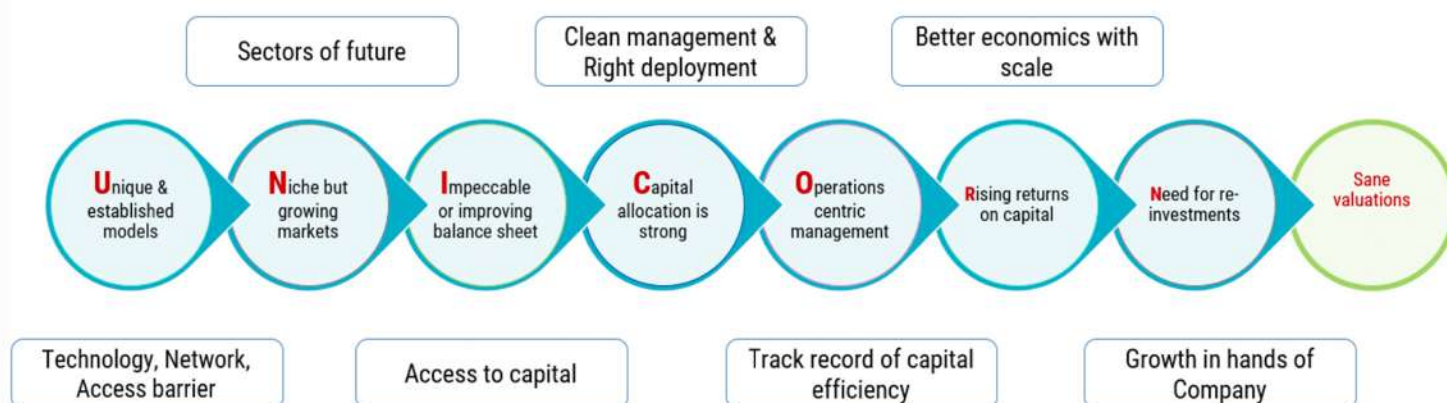 Sectors of future
Clean management &
Right deployment
Better economics with
scale
Unique &
established
models
Niche but
growing
markets
Impeccable
or improving
balance sheet
Capital
allocation is
strong
Operations
centric
management
Rising returns
on capital
Need for re-
investments
Sane
valuations
Technology, Network,
Access barrier
Access to capital
Track record of capital
efficiency
Growth in hands of
Company